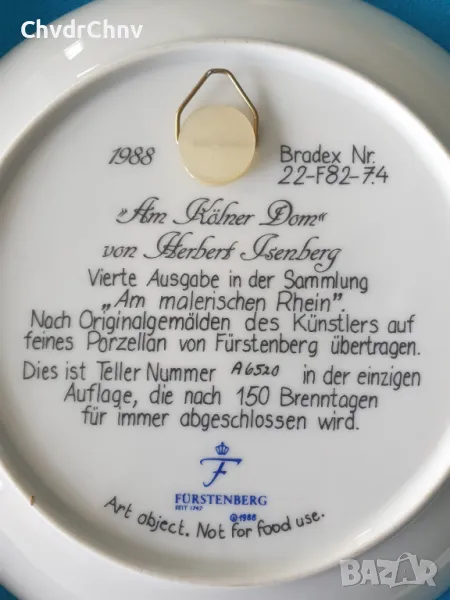 ChvdrChnv
1988
Bradex Nr.
22-F82-7.4
„Am Kölner Dom“
von Herbert Isenberg
Vierte Ausgabe in der Sammlung
„Am malerischen Rhein”.
Nach Originalgemälden des Künstlers auf
feines Porzellan von Fürstenberg übertragen.
Dies ist Teller Nummer A6520 in der einzigen
Auflage, die nach 150 Brenntagen
für immer abgeschlossen wird.
F
FÜRSTENBERG
SEIT 1747
©1988
Art object. Not for food use.
BAZAR.BG